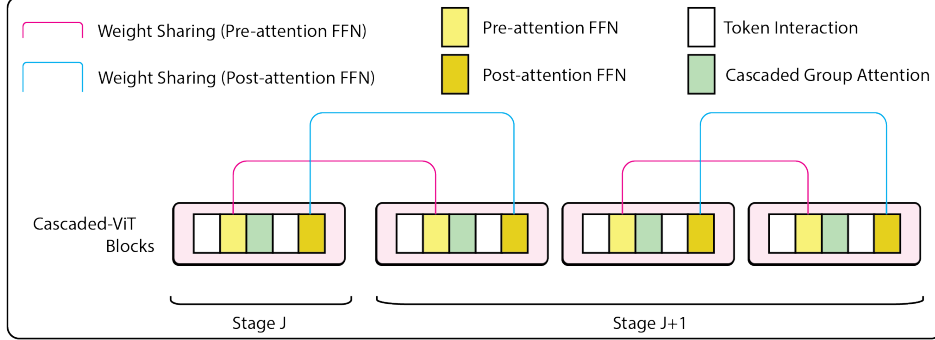 Weight Sharing (Pre-attention FFN)
Weight Sharing (Post-attention FFN)
Pre-attention FFN
Post-attention FFN
Token Interaction
Cascaded Group Attention
Cascaded-ViT
Blocks
Stage J
Stage J+1